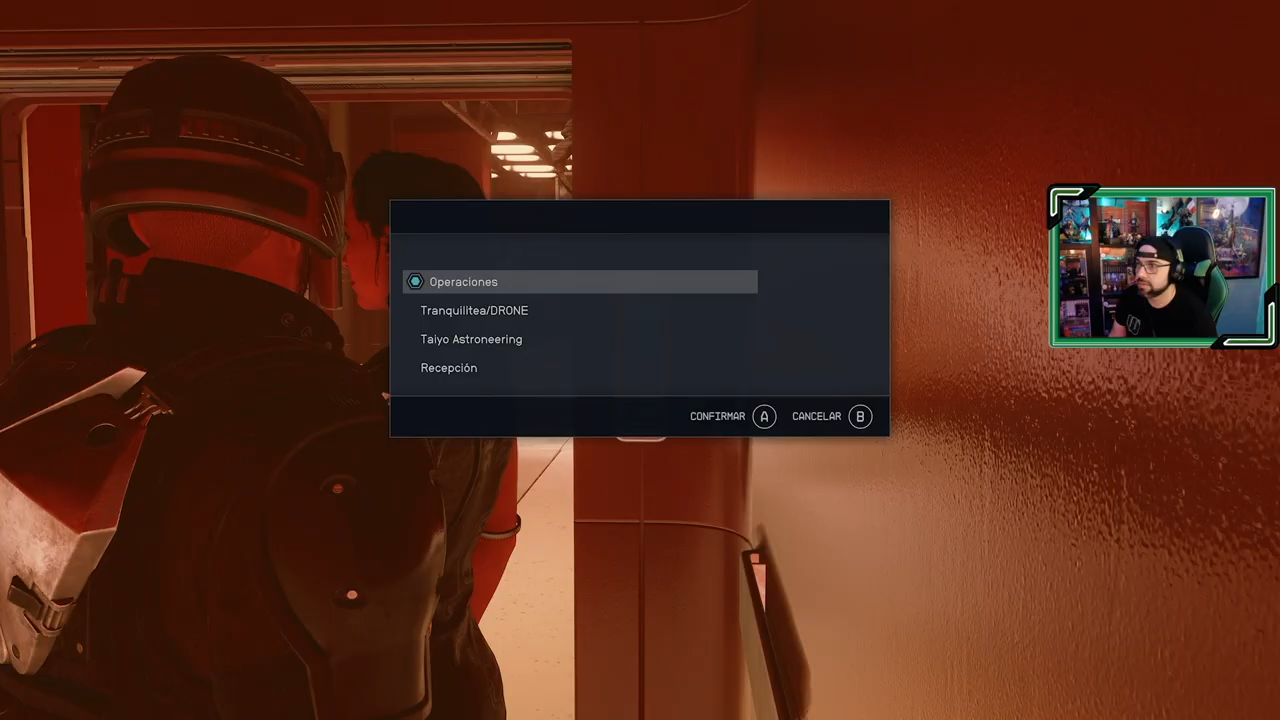 Operaciones
Tranquilitea/DRONE
Taiyo Astroneering
Recepción
CONFIRMAR A CANCELAR B